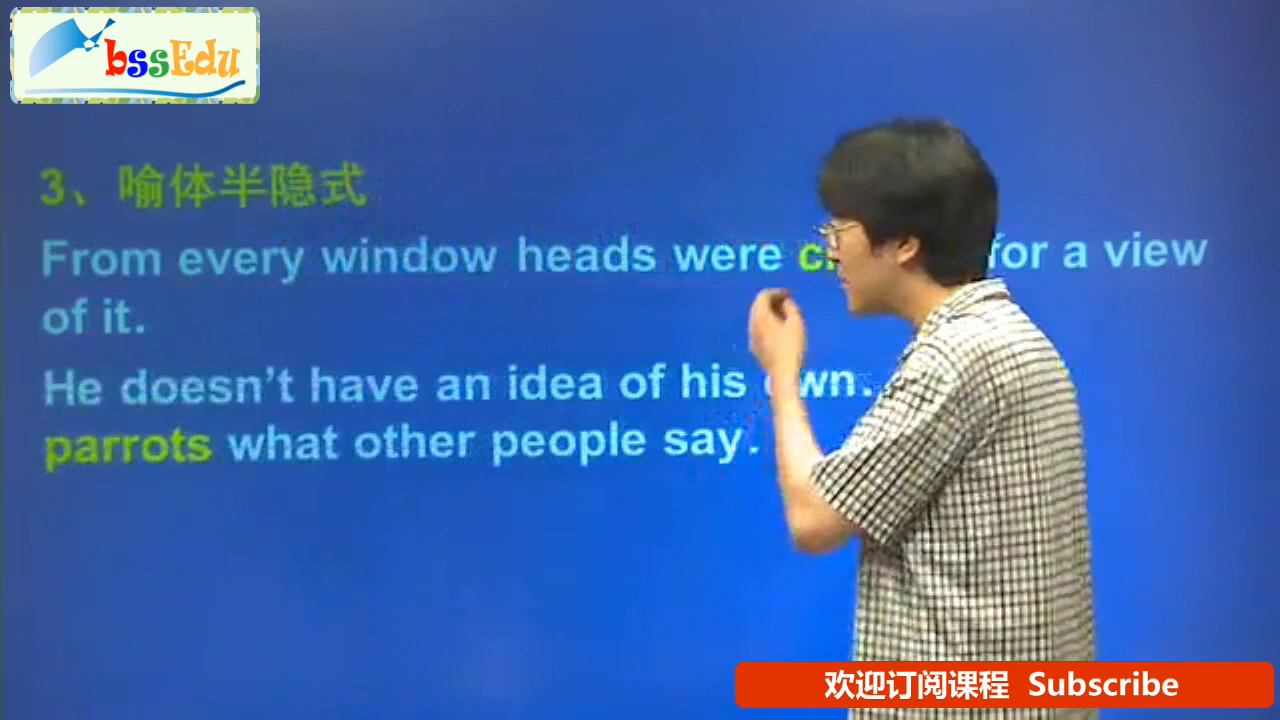 bssEdu
3、喻体半隐式
From every window heads were for a view
of it.
He doesn't have an idea of his own.
parrots what other people say.
欢迎订阅课程 Subscribe